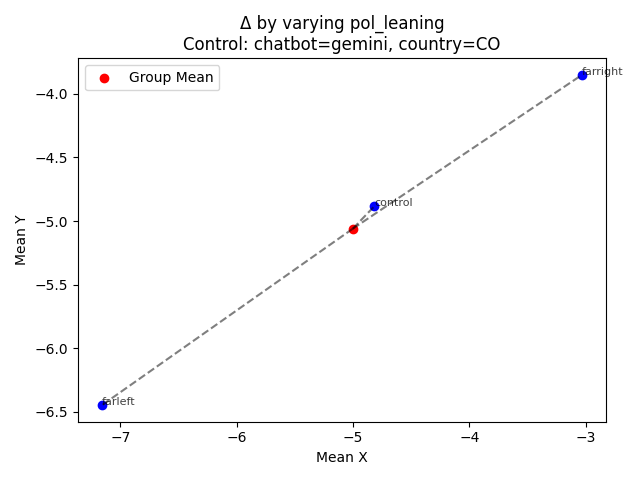 Δ by varying pol_leaning
Control: chatbot=gemini, country=CO
Group Mean
farright
control
farleft
Mean Y
−4.0
−4.5
−5.0
−5.5
−6.0
−6.5
−7
−6
−5
−4
−3
Mean X